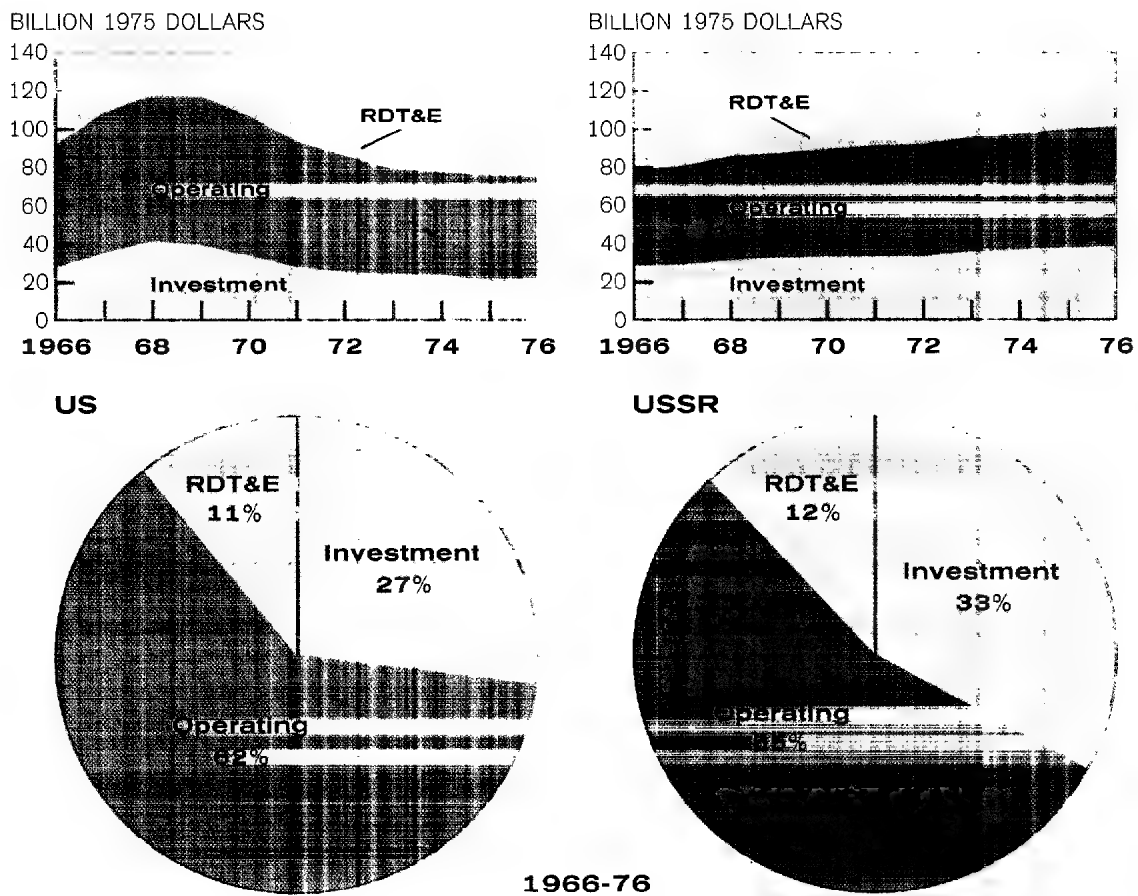 BILLION 1975 DOLLARS
140
120
100
80
60
40
20
0
RDT&E
Operating
Investment
1966 68 70 72 74 76
BILLION 1975 DOLLARS
140
120
100
80
60
40
20
0
RDT&E
Operating
Investment
1966 68 70 72 74 76
US
RDT&E
11%
Investment
27%
Operating
62%
USSR
RDT&E
12%
Investment
33%
Operating
1966-76